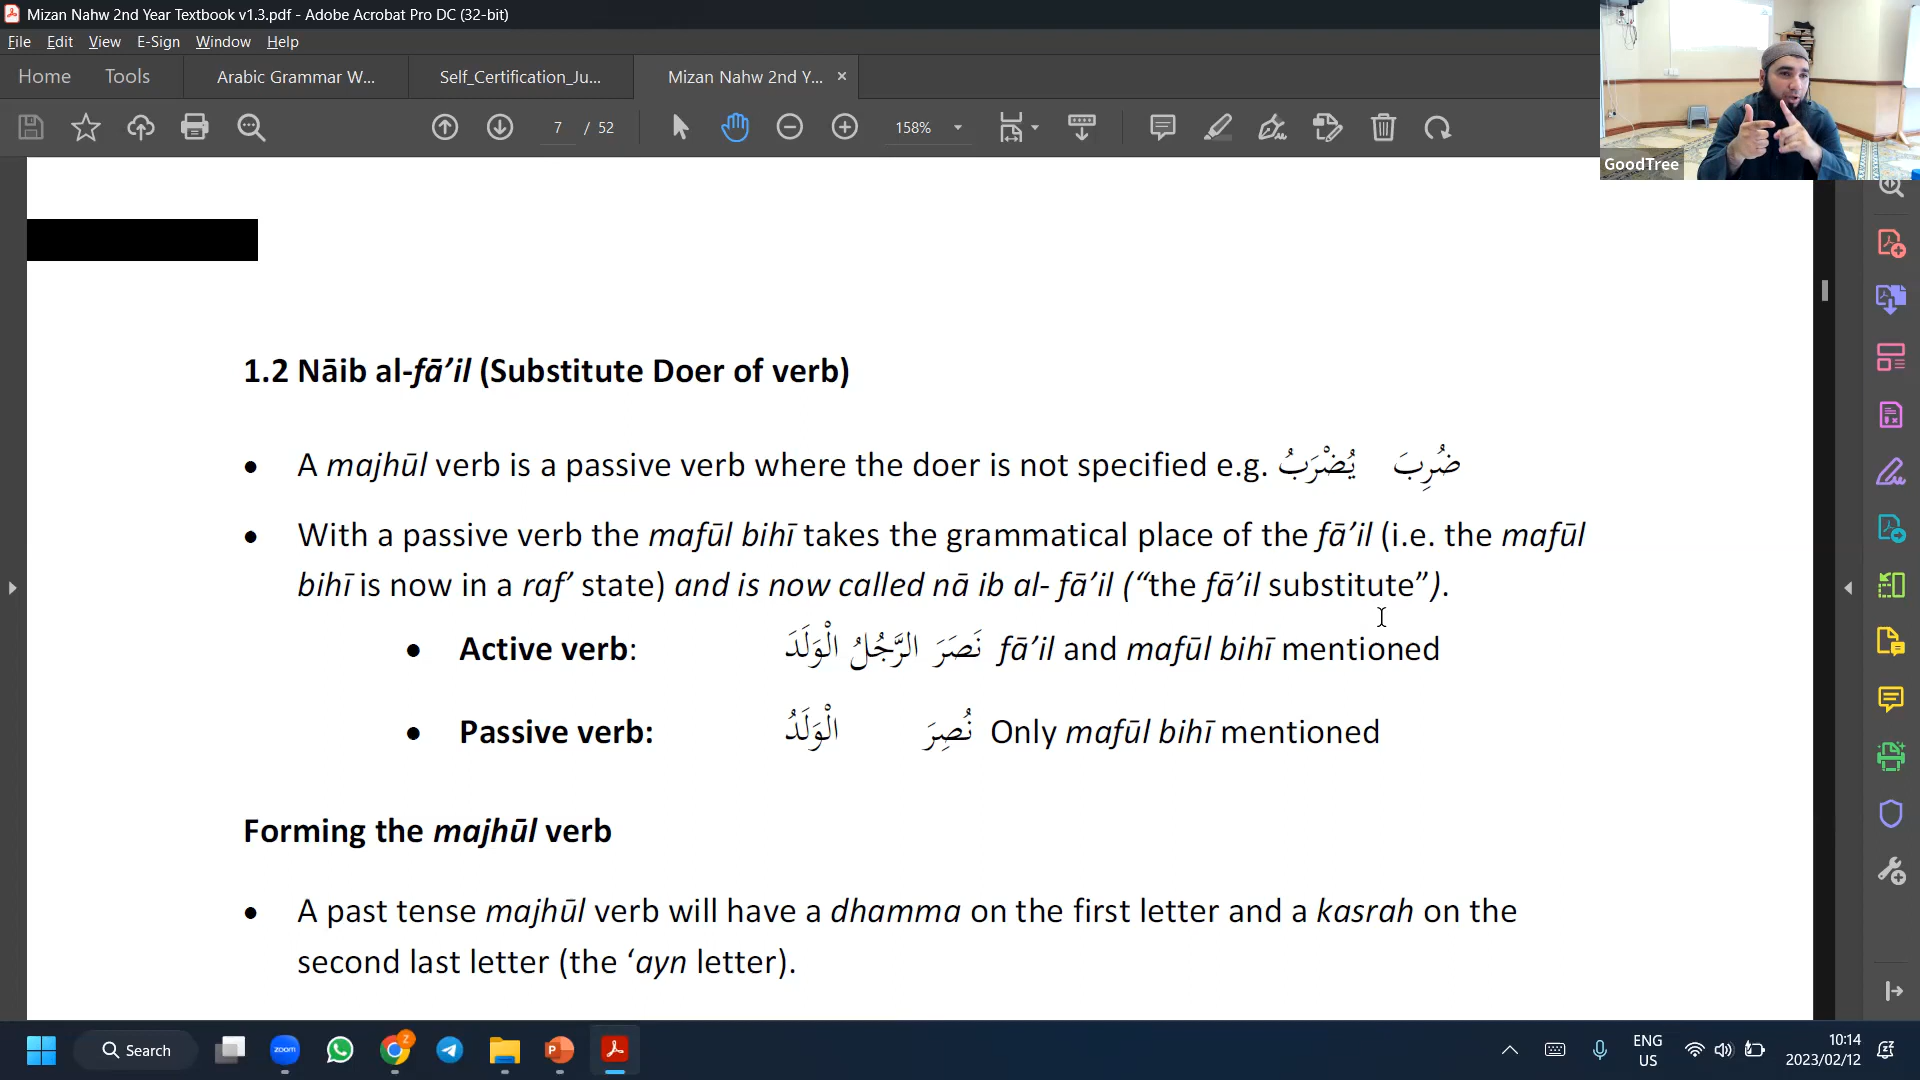 Mizan Nahw 2nd Year Textbook v1.3.pdf - Adobe Acrobat Pro DC (32-bit)
File Edit View E-Sign Window Help
Home Tools Arabic Grammar W... Self_Certification_Ju... Mizan Nahw 2nd Y... ×
7 / 52 158%
GoodTree
1.2 Nāib al-fā’il (Substitute Doer of verb)
• A majhūl verb is a passive verb where the doer is not specified e.g. ضُرِبَ يُضْرَبُ
• With a passive verb the mafūl bihī takes the grammatical place of the fā’il (i.e. the mafūl
bihī is now in a raf’ state) and is now called nā ib al- fā’il (“the fā’il substitute”).
• Active verb: نَصَرَ الرَّجُلُ الْوَلَدَ fā’il and mafūl bihī mentioned
• Passive verb: نُصِرَ الْوَلَدُ Only mafūl bihī mentioned
Forming the majhūl verb
• A past tense majhūl verb will have a dhamma on the first letter and a kasrah on the
second last letter (the ‘ayn letter).
Search zoom Z P ENG 10:14
US 2023/02/12